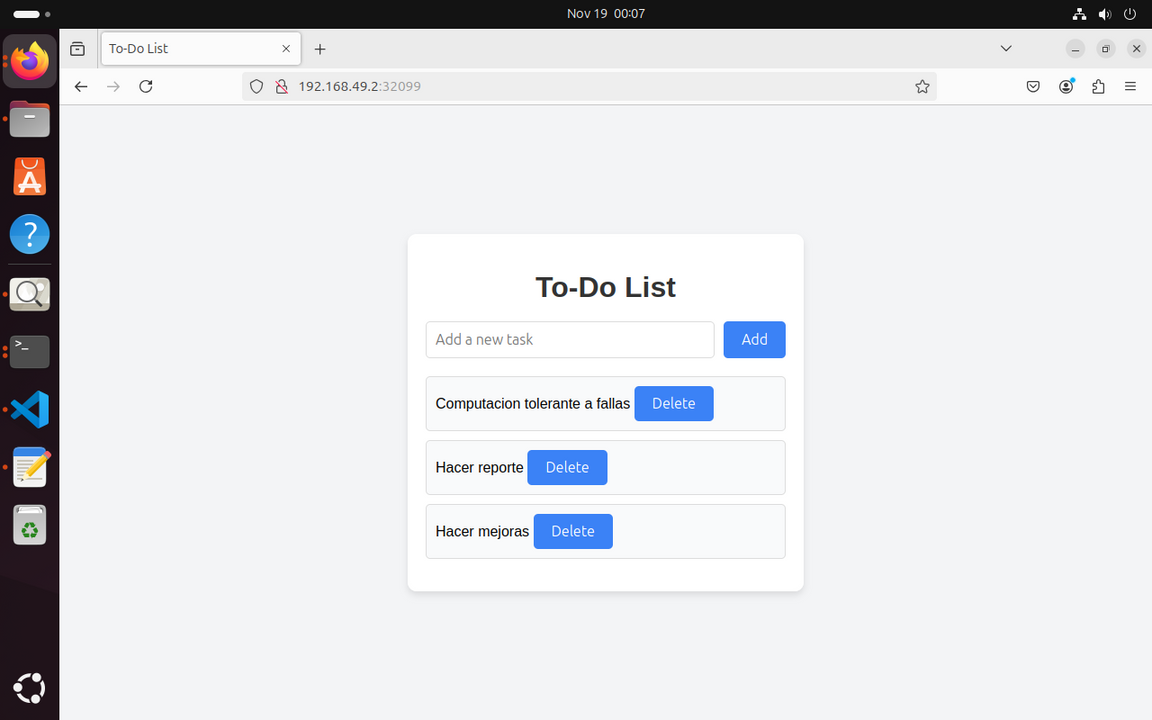 Nov 19 00:07
To-Do List
192.168.49.2:32099
To-Do List
Add a new task
Add
Computacion tolerante a fallas Delete
Hacer reporte Delete
Hacer mejoras Delete